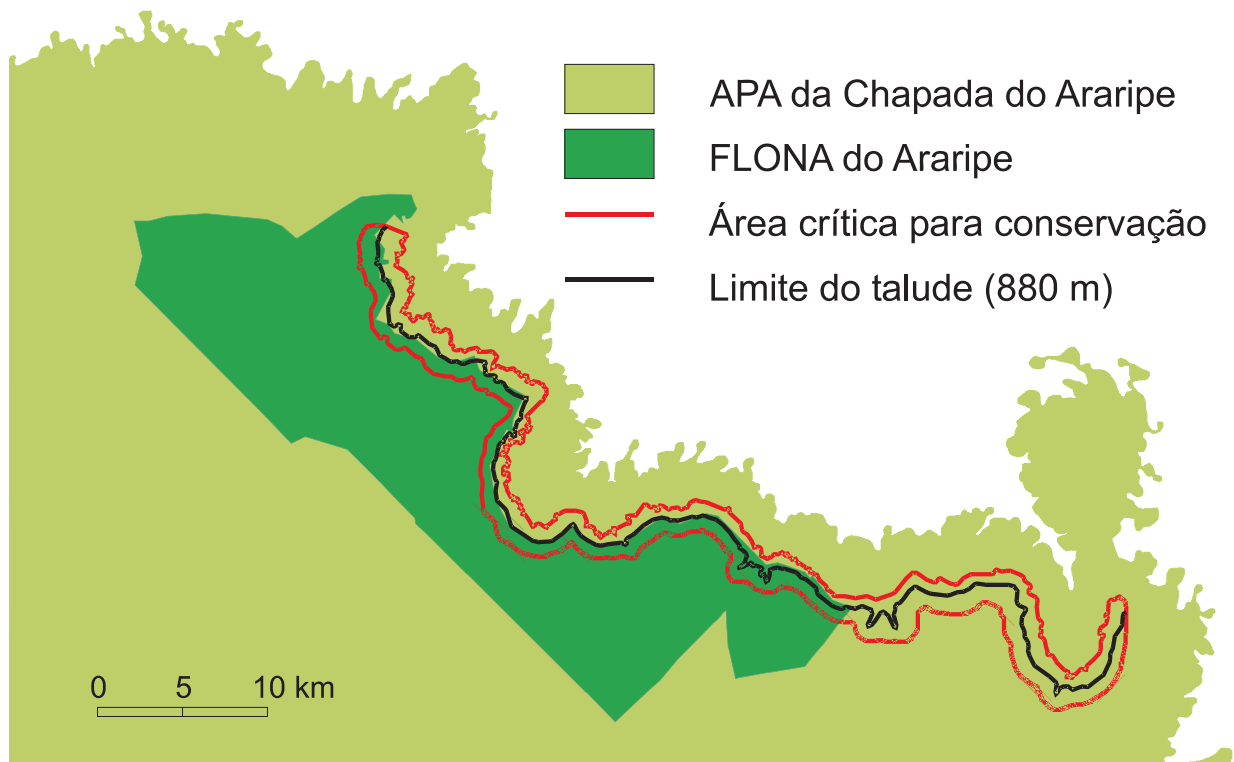 APA da Chapada do Araripe
FLONA do Araripe
Área crítica para conservação
Limite do talude (880 m)
0 5 10 km